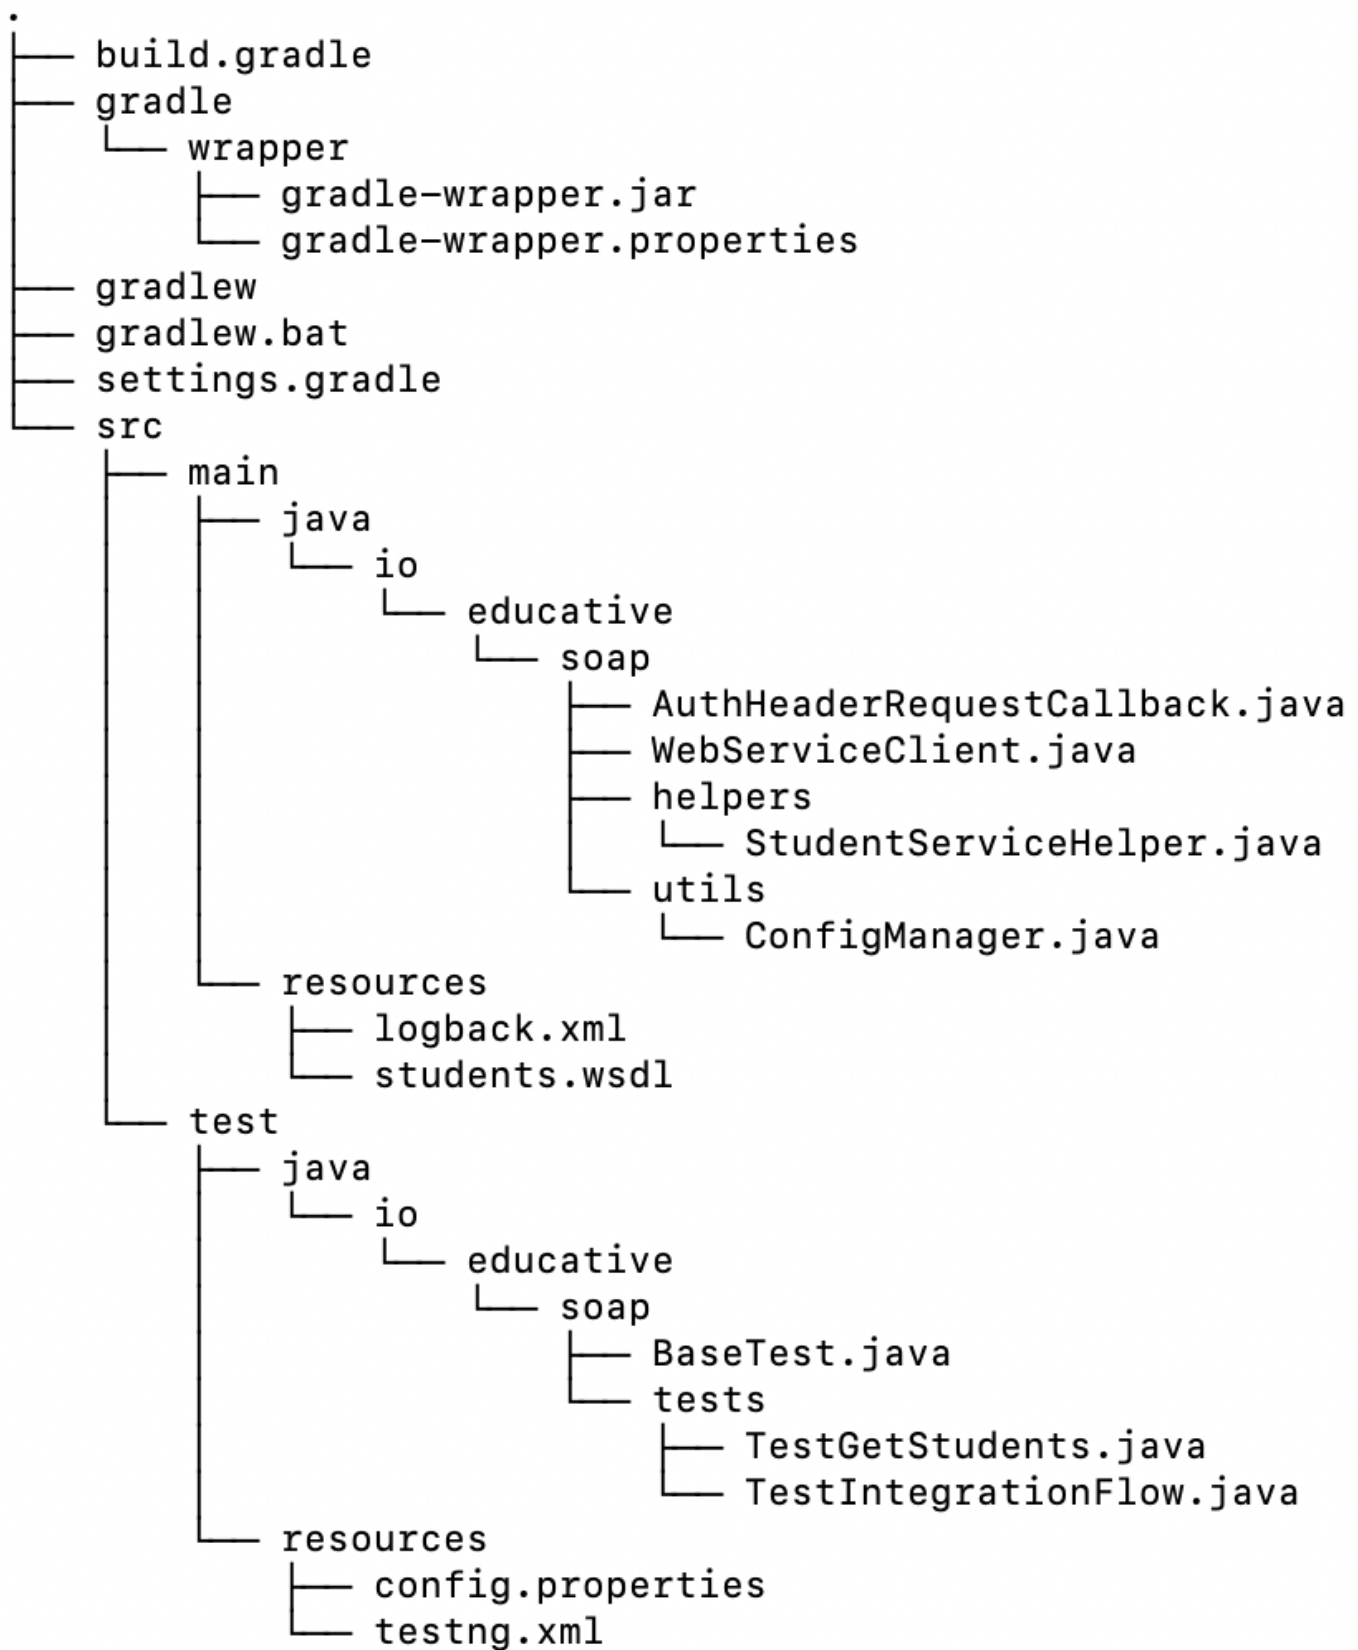 .
├── build.gradle
├── gradle
│   └── wrapper
│       ├── gradle-wrapper.jar
│       └── gradle-wrapper.properties
├── gradlew
├── gradlew.bat
├── settings.gradle
└── src
    ├── main
    │   ├── java
    │   │   └── io
    │   │       └── educative
    │   │           └── soap
    │   │               ├── AuthHeaderRequestCallback.java
    │   │               ├── WebServiceClient.java
    │   │               ├── helpers
    │   │               │   └── StudentServiceHelper.java
    │   │               └── utils
    │   │                   └── ConfigManager.java
    │   └── resources
    │       ├── logback.xml
    │       └── students.wsdl
    └── test
        ├── java
        │   └── io
        │       └── educative
        │           └── soap
        │               ├── BaseTest.java
        │               └── tests
        │                   ├── TestGetStudents.java
        │                   └── TestIntegrationFlow.java
        └── resources
            ├── config.properties
            └── testng.xml